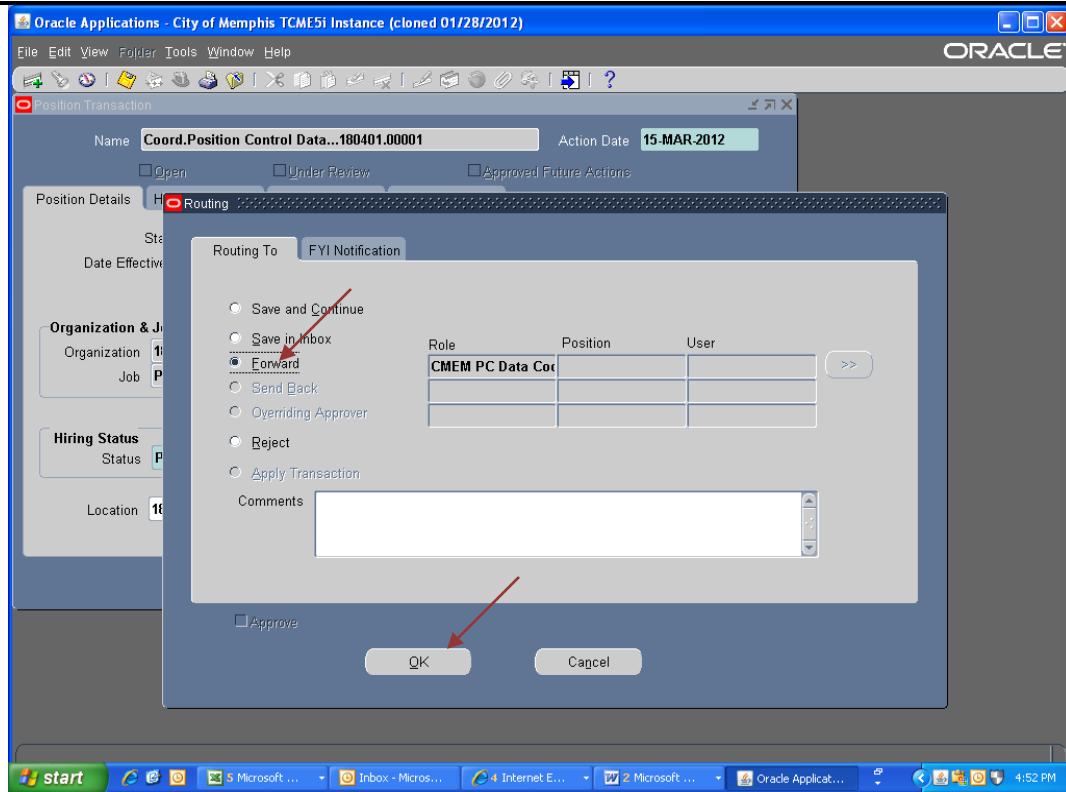 Oracle Applications - City of Memphis TCME5i Instance (cloned 01/28/2012)
File Edit View Folder Tools Window Help
ORACLE
Position Transaction
Name Coord.Position Control Data...180401.00001 Action Date 15-MAR-2012
Open Under Review Approved Future Actions
Position Details H
Routing
Sta
Date Effective
Routing To FYI Notification
Save and Continue
Save in Inbox
Forward
Send Back
Overriding Approver
Reject
Apply Transaction
Role Position User
CMEM PC Data Coo
>>
Organization & J
Organization 18
Job P
Hiring Status
Status P
Location 18
Comments
Approve
OK Cancel
start 5 Microsoft ... Inbox - Micros... 4 Internet E... 2 Microsoft ... Oracle Applicat... 4:52 PM